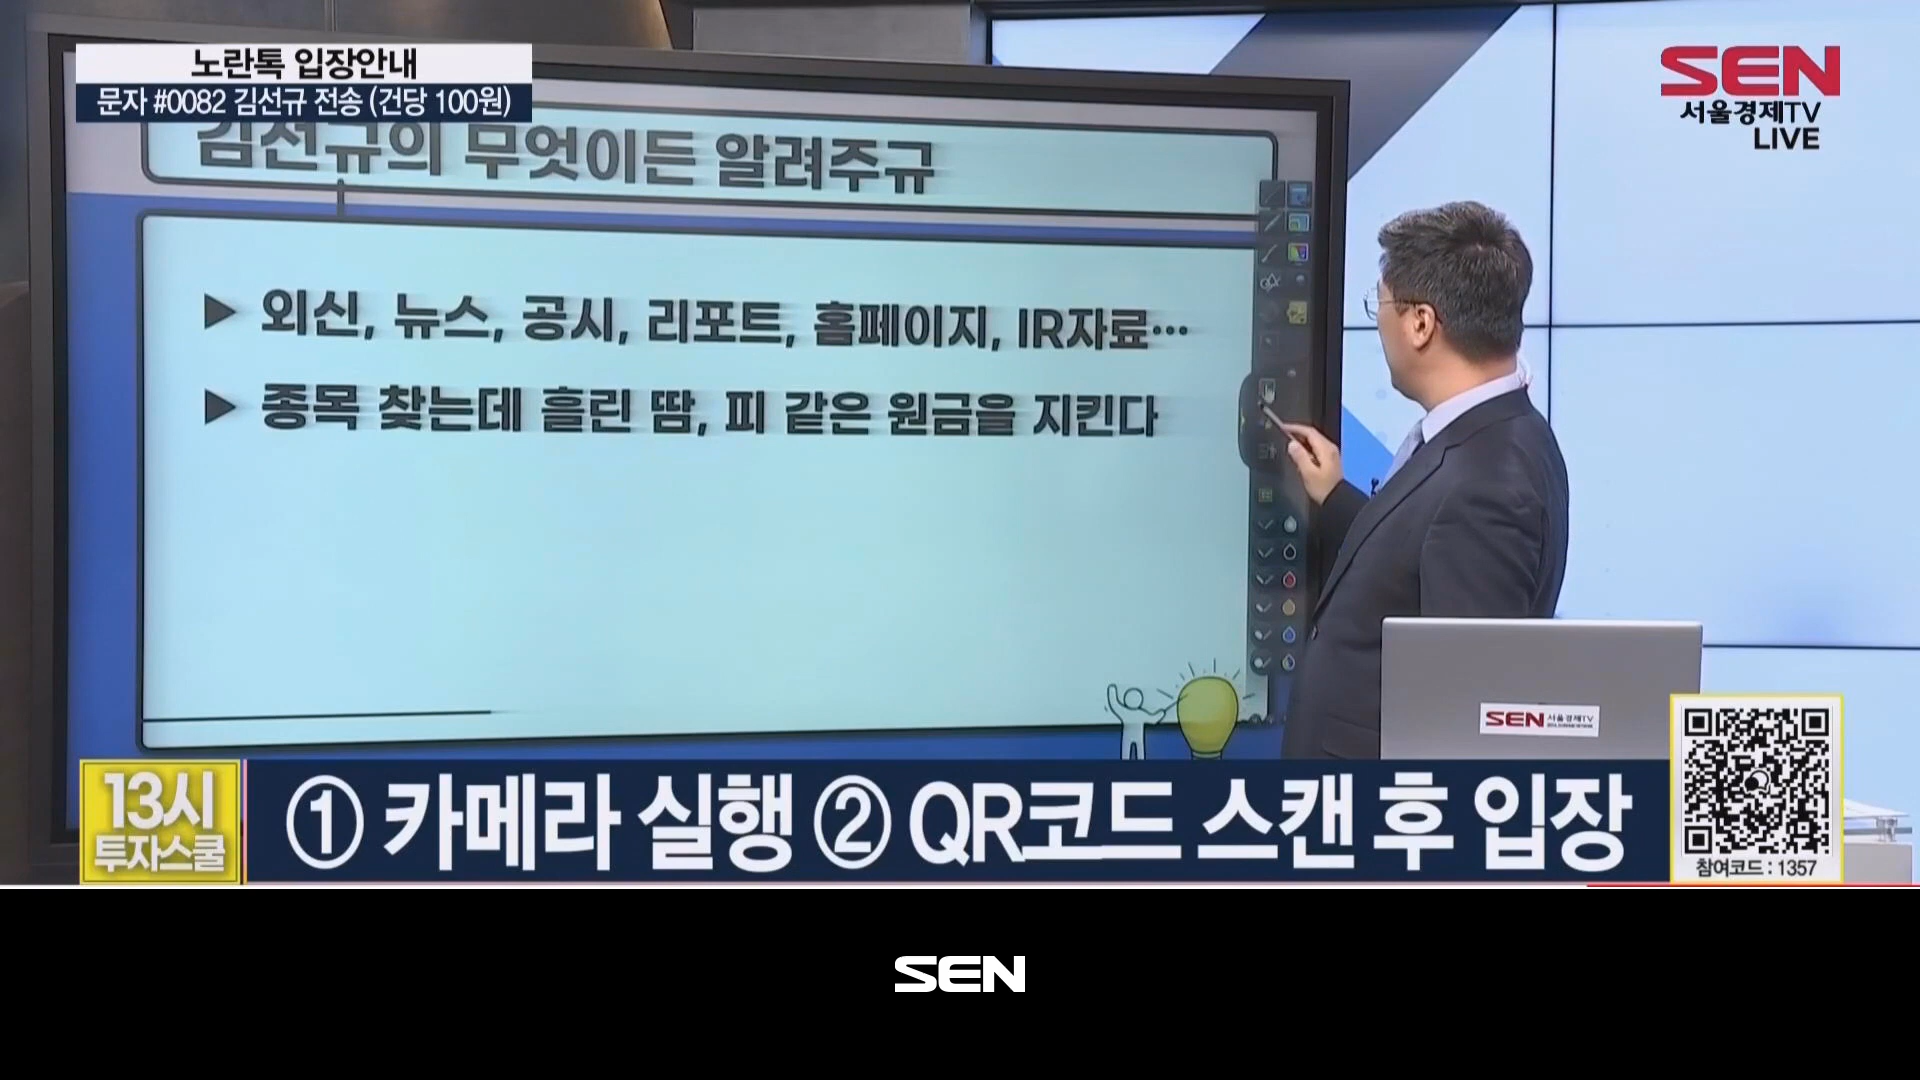 노란톡 입장안내
문자 #0082 김선규 전송 (건당 100원)
SEN
서울경제TV
LIVE
김선규의 무엇이든 알려주규
▶ 외신, 뉴스, 공시, 리포트, 홈페이지, IR자료…
▶ 종목 찾는데 흘린 땀, 피 같은 원금을 지킨다
SEN 서울경제TV
13시
투자스쿨
① 카메라 실행 ② QR코드 스캔 후 입장
참여코드 : 1357
SEN